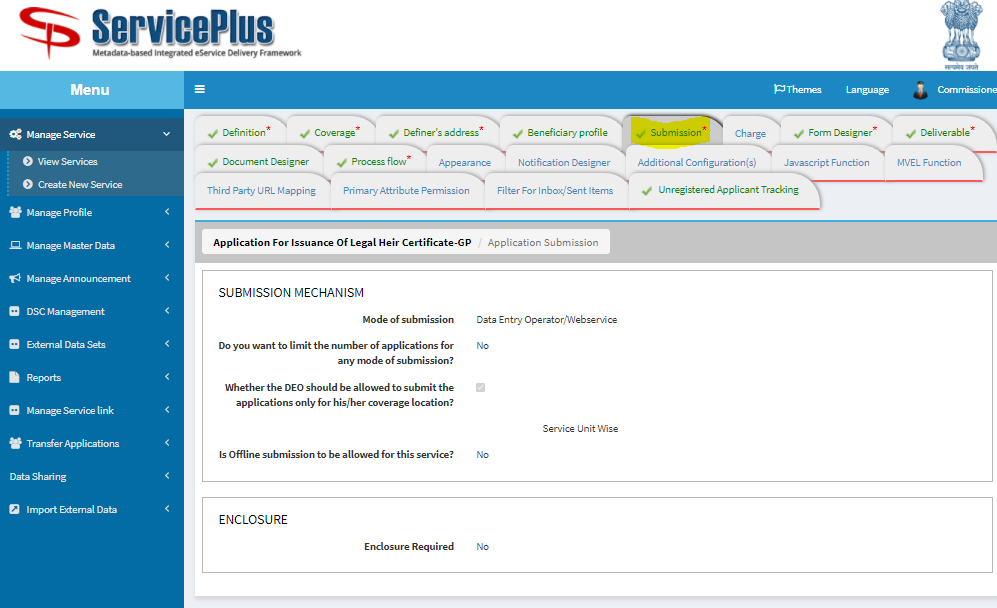 ServicePlus
Metadata-based Integrated eService Delivery Framework
सत्यमेव जयते
Menu
Themes Language Commissione
Manage Service
View Services
Create New Service
Manage Profile
Manage Master Data
Manage Announcement
DSC Management
External Data Sets
Reports
Manage Service link
Transfer Applications
Data Sharing
Import External Data
Definition* Coverage* Definer's address* Beneficiary profile Submission* Charge Form Designer* Deliverable*
Document Designer Process flow* Appearance Notification Designer Additional Configuration(s) Javascript Function MVEL Function
Third Party URL Mapping Primary Attribute Permission Filter For Inbox/Sent Items Unregistered Applicant Tracking
Application For Issuance Of Legal Heir Certificate-GP / Application Submission
SUBMISSION MECHANISM
Mode of submission Data Entry Operator/Webservice
Do you want to limit the number of applications for No
any mode of submission?
Whether the DEO should be allowed to submit the
applications only for his/her coverage location?
Service Unit Wise
Is Offline submission to be allowed for this service? No
ENCLOSURE
Enclosure Required No